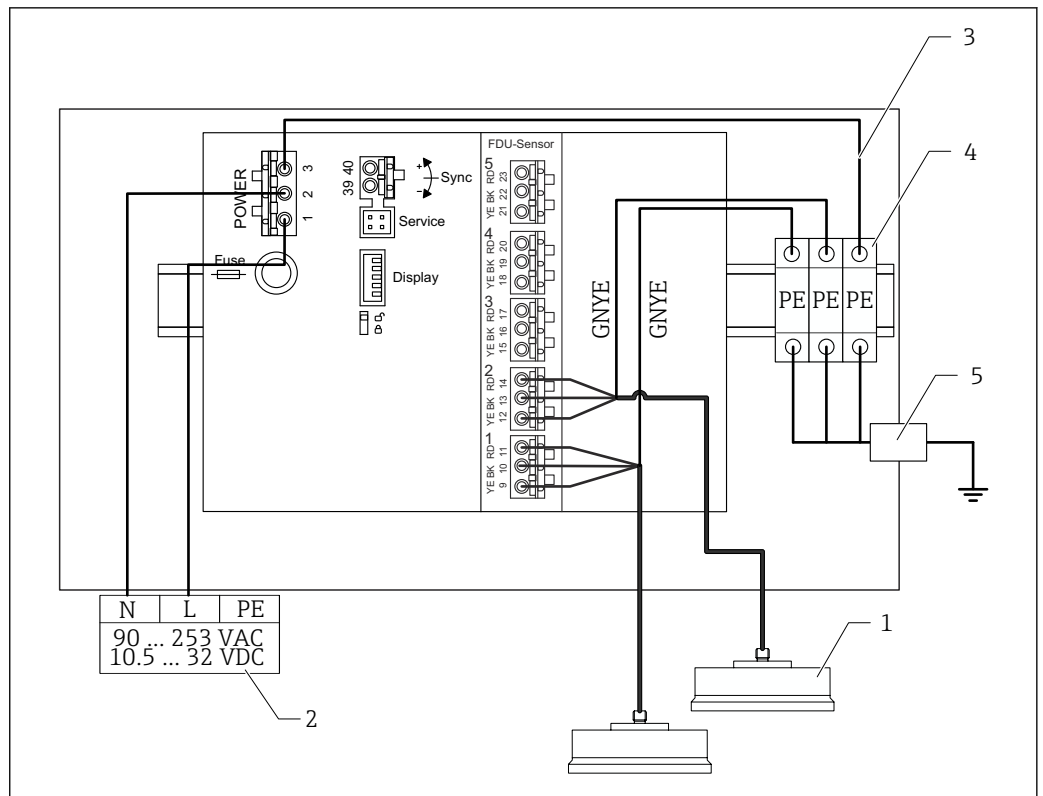 3
4
FDU-Sensor
POWER
3
2
1
39 40
+
-
Sync
Service
Fuse
Display
5
YE BK RD
21 22 23
4
YE BK RD
18 19 20
3
YE BK RD
15 16 17
2
YE BK RD
12 13 14
1
YE BK RD
9 10 11
GNYE
GNYE
PE PE PE
5
N L PE
90 ... 253 VAC
10.5 ... 32 VDC
1
2